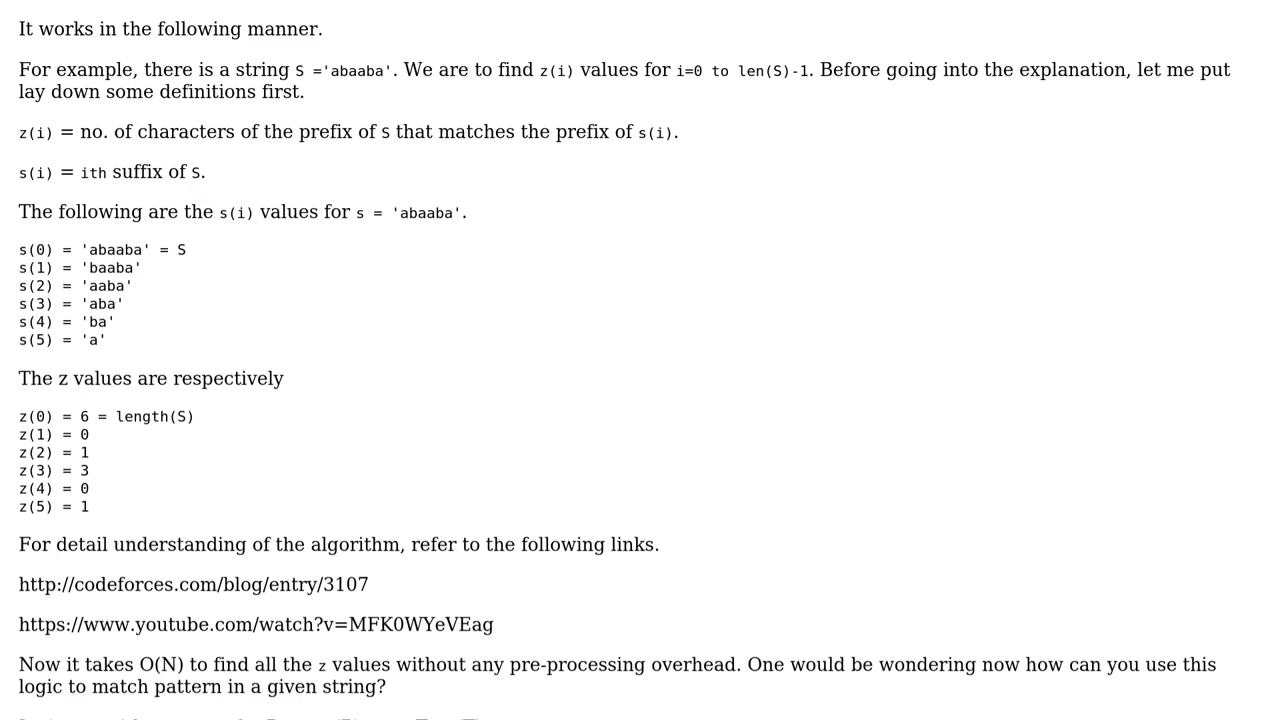 It works in the following manner.
For example, there is a string S ='abaaba'. We are to find z(i) values for i=0 to len(S)-1. Before going into the explanation, let me put
lay down some definitions first.
z(i) = no. of characters of the prefix of S that matches the prefix of s(i).
s(i) = ith suffix of S.
The following are the s(i) values for s = 'abaaba'.
s(0) = 'abaaba' = S
s(1) = 'baaba'
s(2) = 'aaba'
s(3) = 'aba'
s(4) = 'ba'
s(5) = 'a'
The z values are respectively
z(0) = 6 = length(S)
z(1) = 0
z(2) = 1
z(3) = 3
z(4) = 0
z(5) = 1
For detail understanding of the algorithm, refer to the following links.
http://codeforces.com/blog/entry/3107
https://www.youtube.com/watch?v=MFK0WYeVEag
Now it takes O(N) to find all the z values without any pre-processing overhead. One would be wondering now how can you use this
logic to match pattern in a given string?